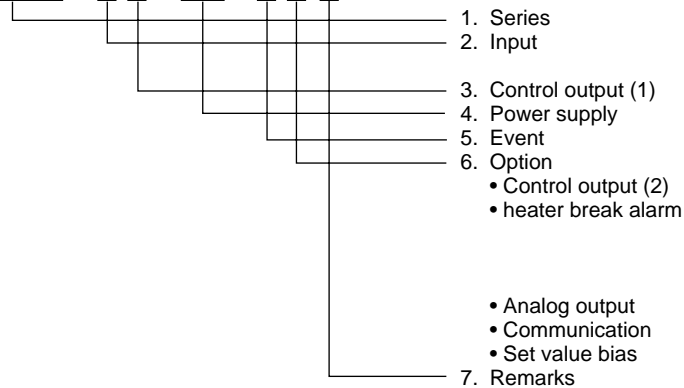 1. Series
2. Input
3. Control output (1)
4. Power supply
5. Event
6. Option
• Control output (2)
• heater break alarm
• Analog output
• Communication
• Set value bias
7. Remarks